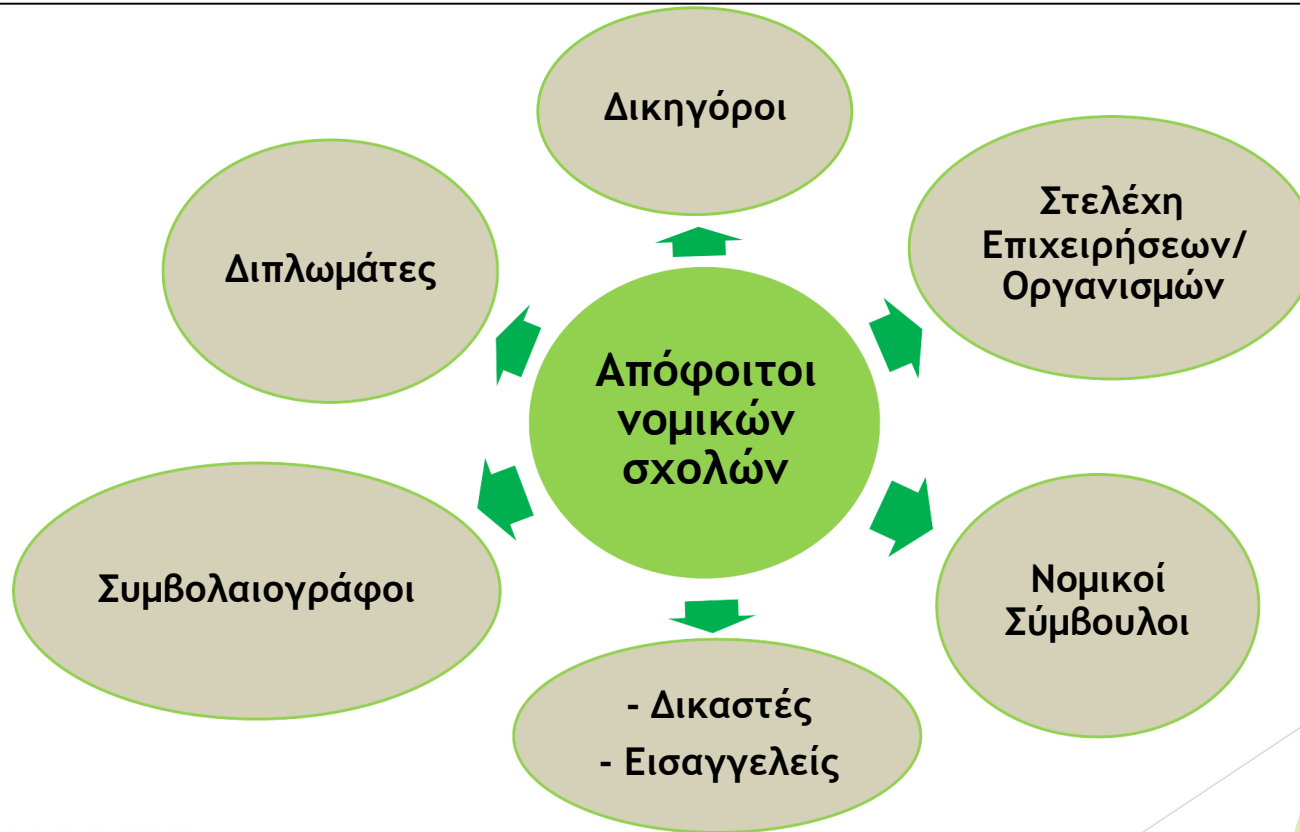 Δικηγόροι
Στελέχη
Επιχειρήσεων/
Οργανισμών
Διπλωμάτες
Απόφοιτοι
νομικών
σχολών
Συμβολαιογράφοι
Νομικοί
Σύμβουλοι
- Δικαστές
- Εισαγγελείς